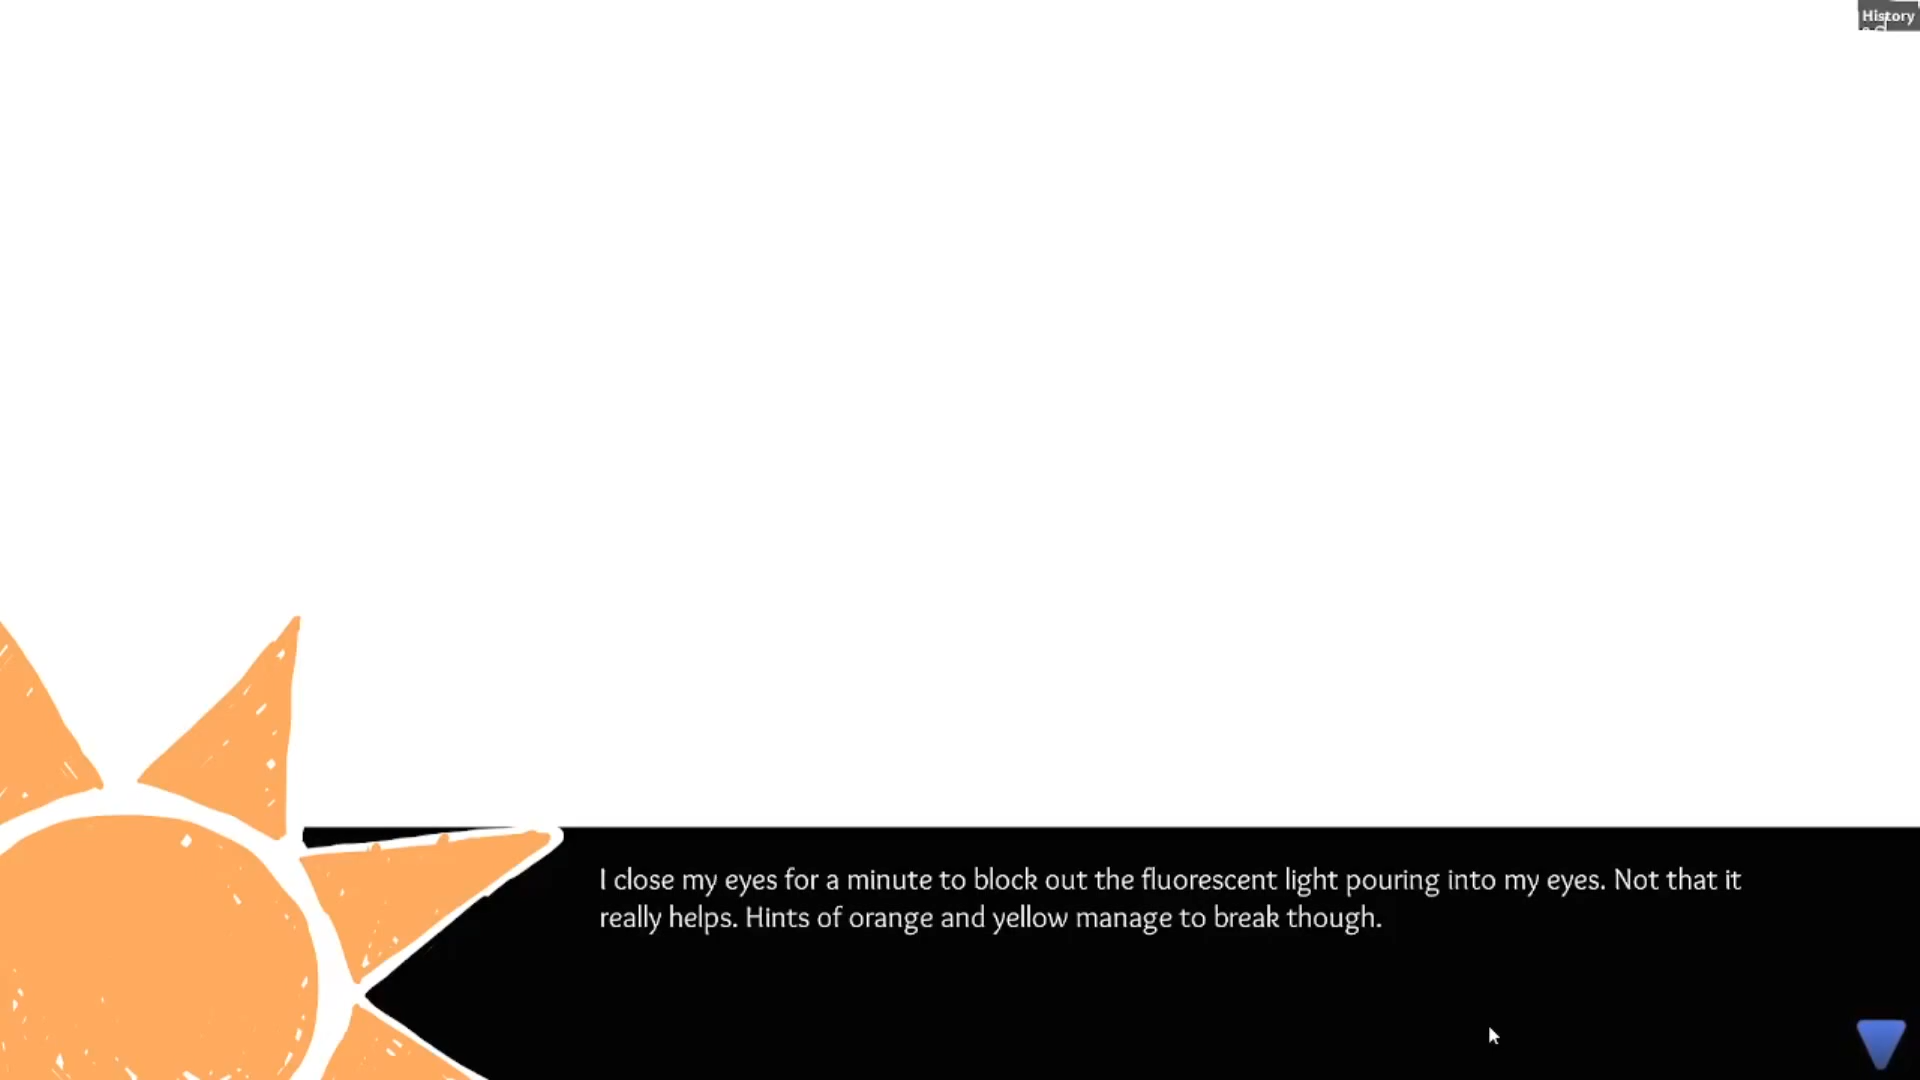 History
I close my eyes for a minute to block out the fluorescent light pouring into my eyes. Not that it
really helps. Hints of orange and yellow manage to break though.